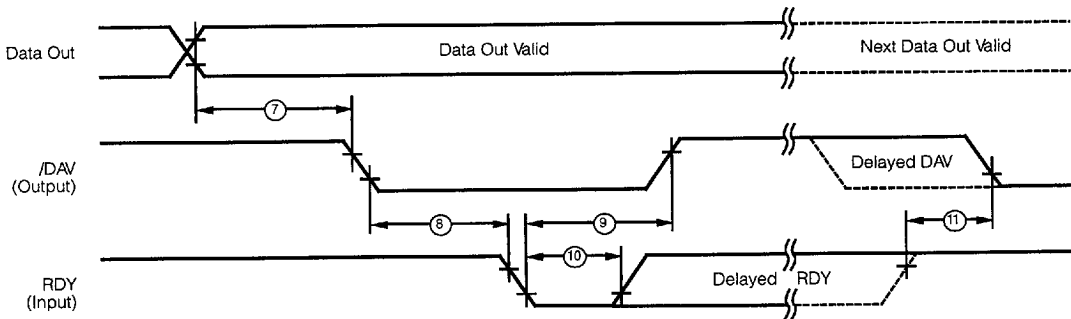 Data Out
Data Out Valid
Next Data Out Valid
7
/DAV
(Output)
Delayed DAV
8
9
11
10
RDY
(Input)
Delayed RDY